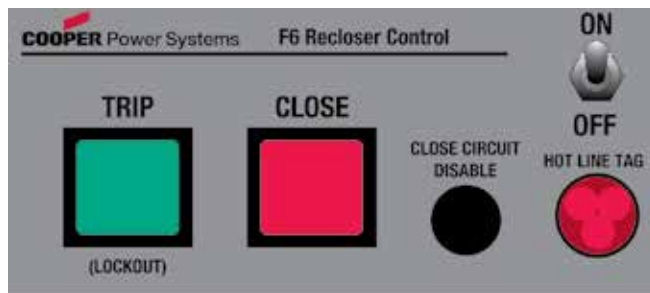 COOPER Power Systems
F6 Recloser Control
ON
OFF
TRIP
CLOSE
CLOSE CIRCUIT
DISABLE
HOT LINE TAG
(LOCKOUT)